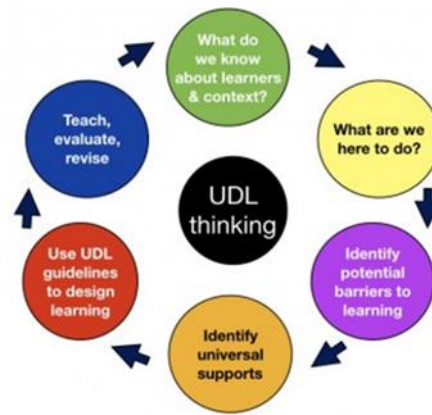 What do
we know
about learners
& context?
What are we
here to do?
Identify
potential
barriers to
learning
Identify
universal
supports
Use UDL
guidelines
to design
learning
Teach,
evaluate,
revise
UDL
thinking